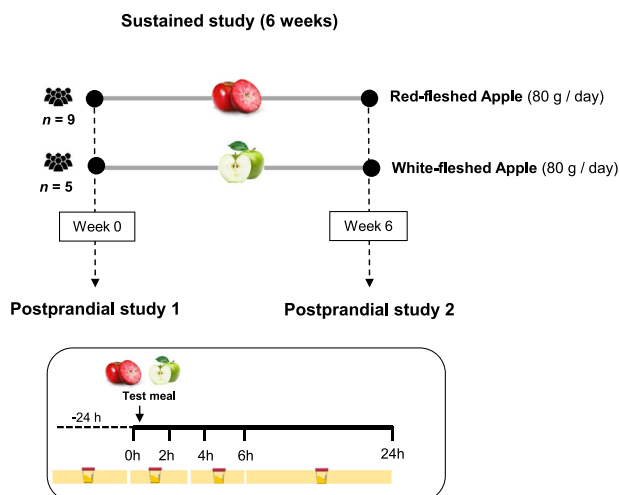 Sustained study (6 weeks)
n = 9
Red-fleshed Apple (80 g / day)
n = 5
White-fleshed Apple (80 g / day)
Week 0
Week 6
Postprandial study 1
Postprandial study 2
Test meal
-24 h
0h
2h
4h
6h
24h